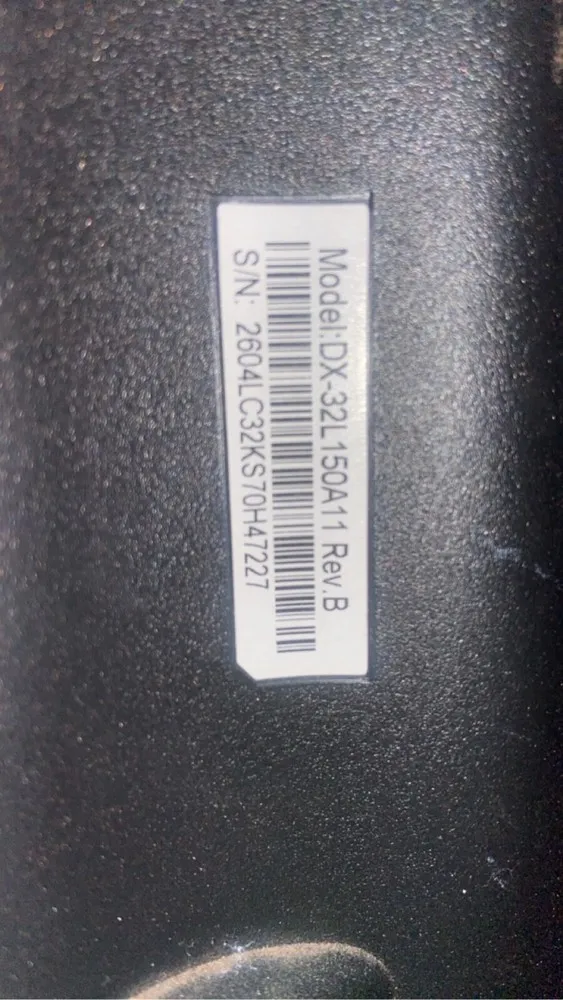 Model:DX-32L150A11 Rev.B
S/N: 2604LC32KS70H47227